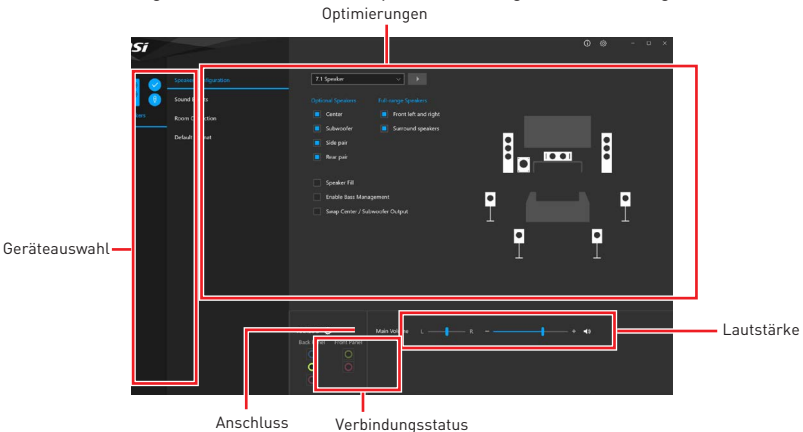 Optimierungen
si
Speaker Configuration
Sound Effects
Room Correction
Default Format
7.1 Speaker
Optional Speakers
Full-range Speakers
Center
Front left and right
Subwoofer
Surround speakers
Side pair
Rear pair
Speaker Fill
Enable Bass Management
Swap Center / Subwoofer Output
Geräteauswahl
Main Volume L R - +
Lautstärke
Back Panel Front Panel
Anschluss
Verbindungsstatus